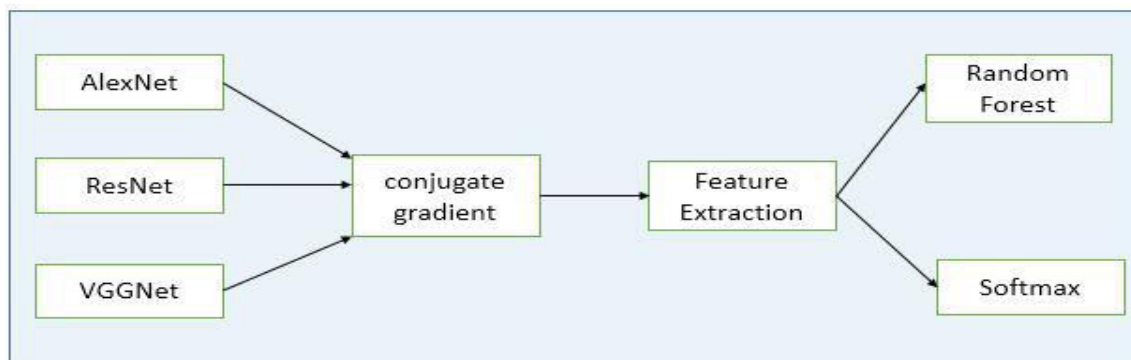 AlexNet
ResNet
VGGNet
conjugate
gradient
Feature
Extraction
Random
Forest
Softmax